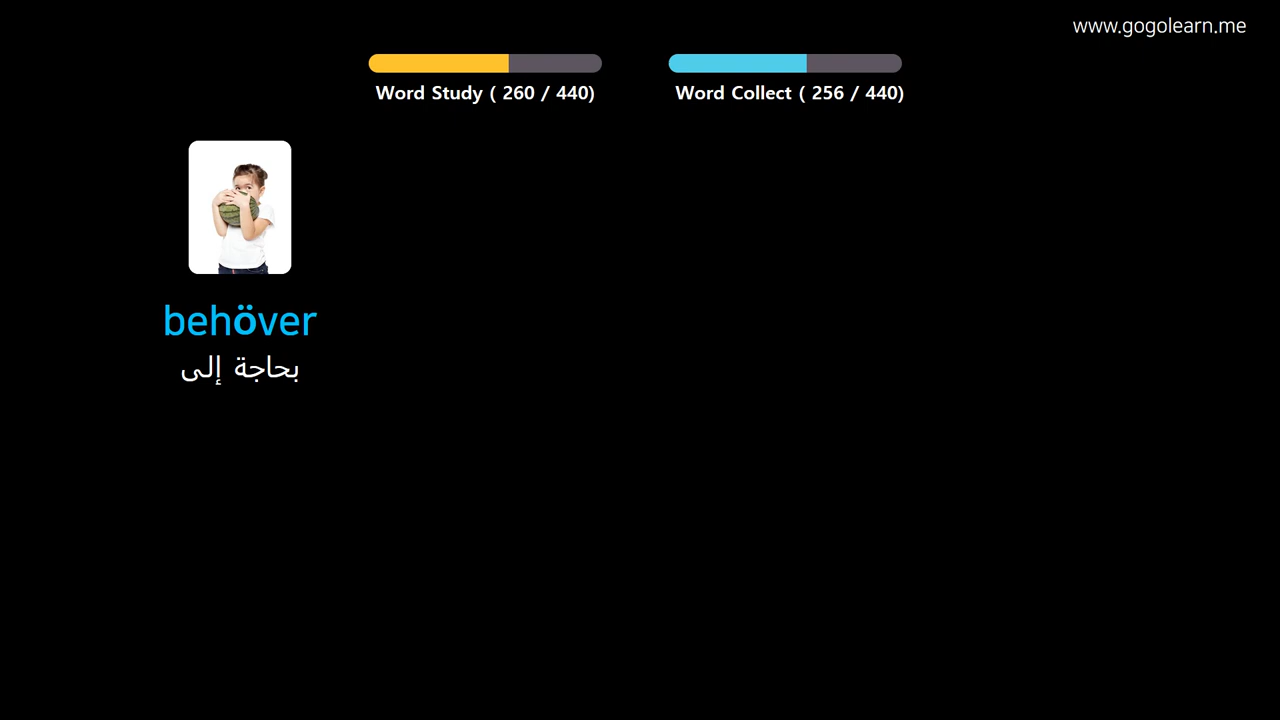 www.gogolearn.me
Word Study ( 260 / 440)
Word Collect ( 256 / 440)
behöver
بحاجة إلى